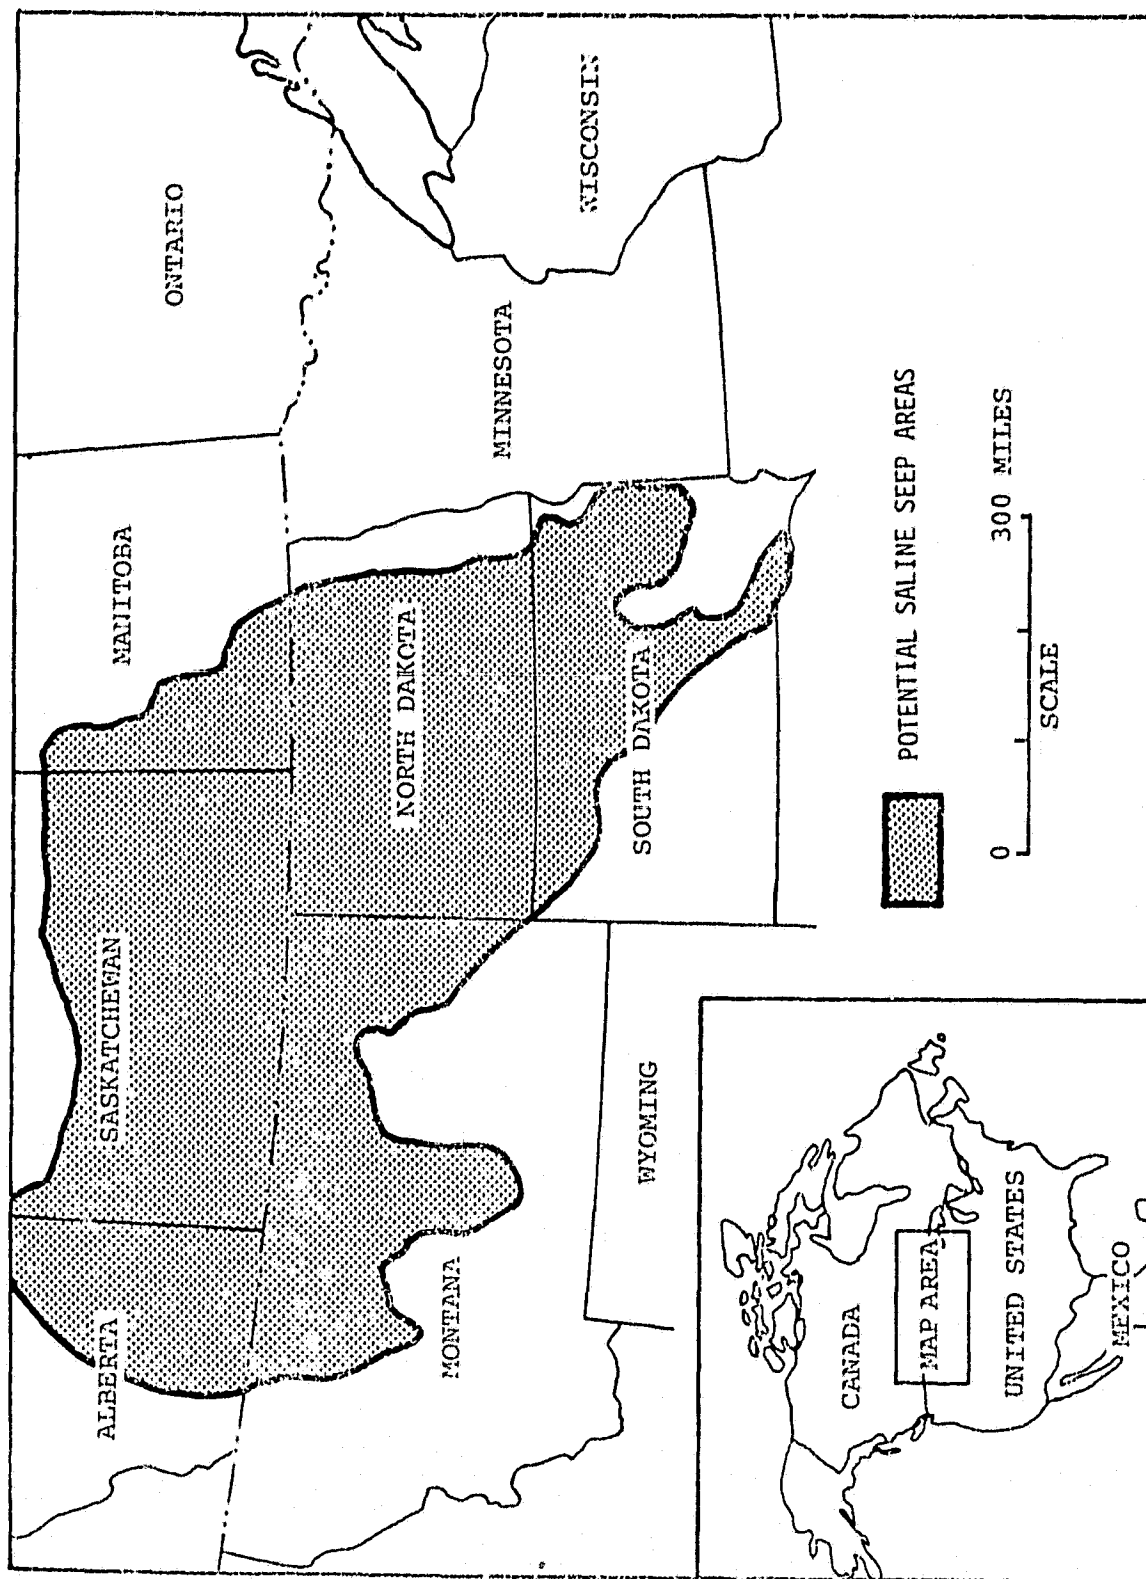 ALBERTA
SASKATCHEWAN
MANITOBA
ONTARIO
MONTANA
NORTH DAKOTA
MINNESOTA
SOUTH DAKOTA
WISCONSIN
WYOMING
POTENTIAL SALINE SEEP AREAS
0 300 MILES
SCALE
CANADA
MAP AREA
UNITED STATES
MEXICO